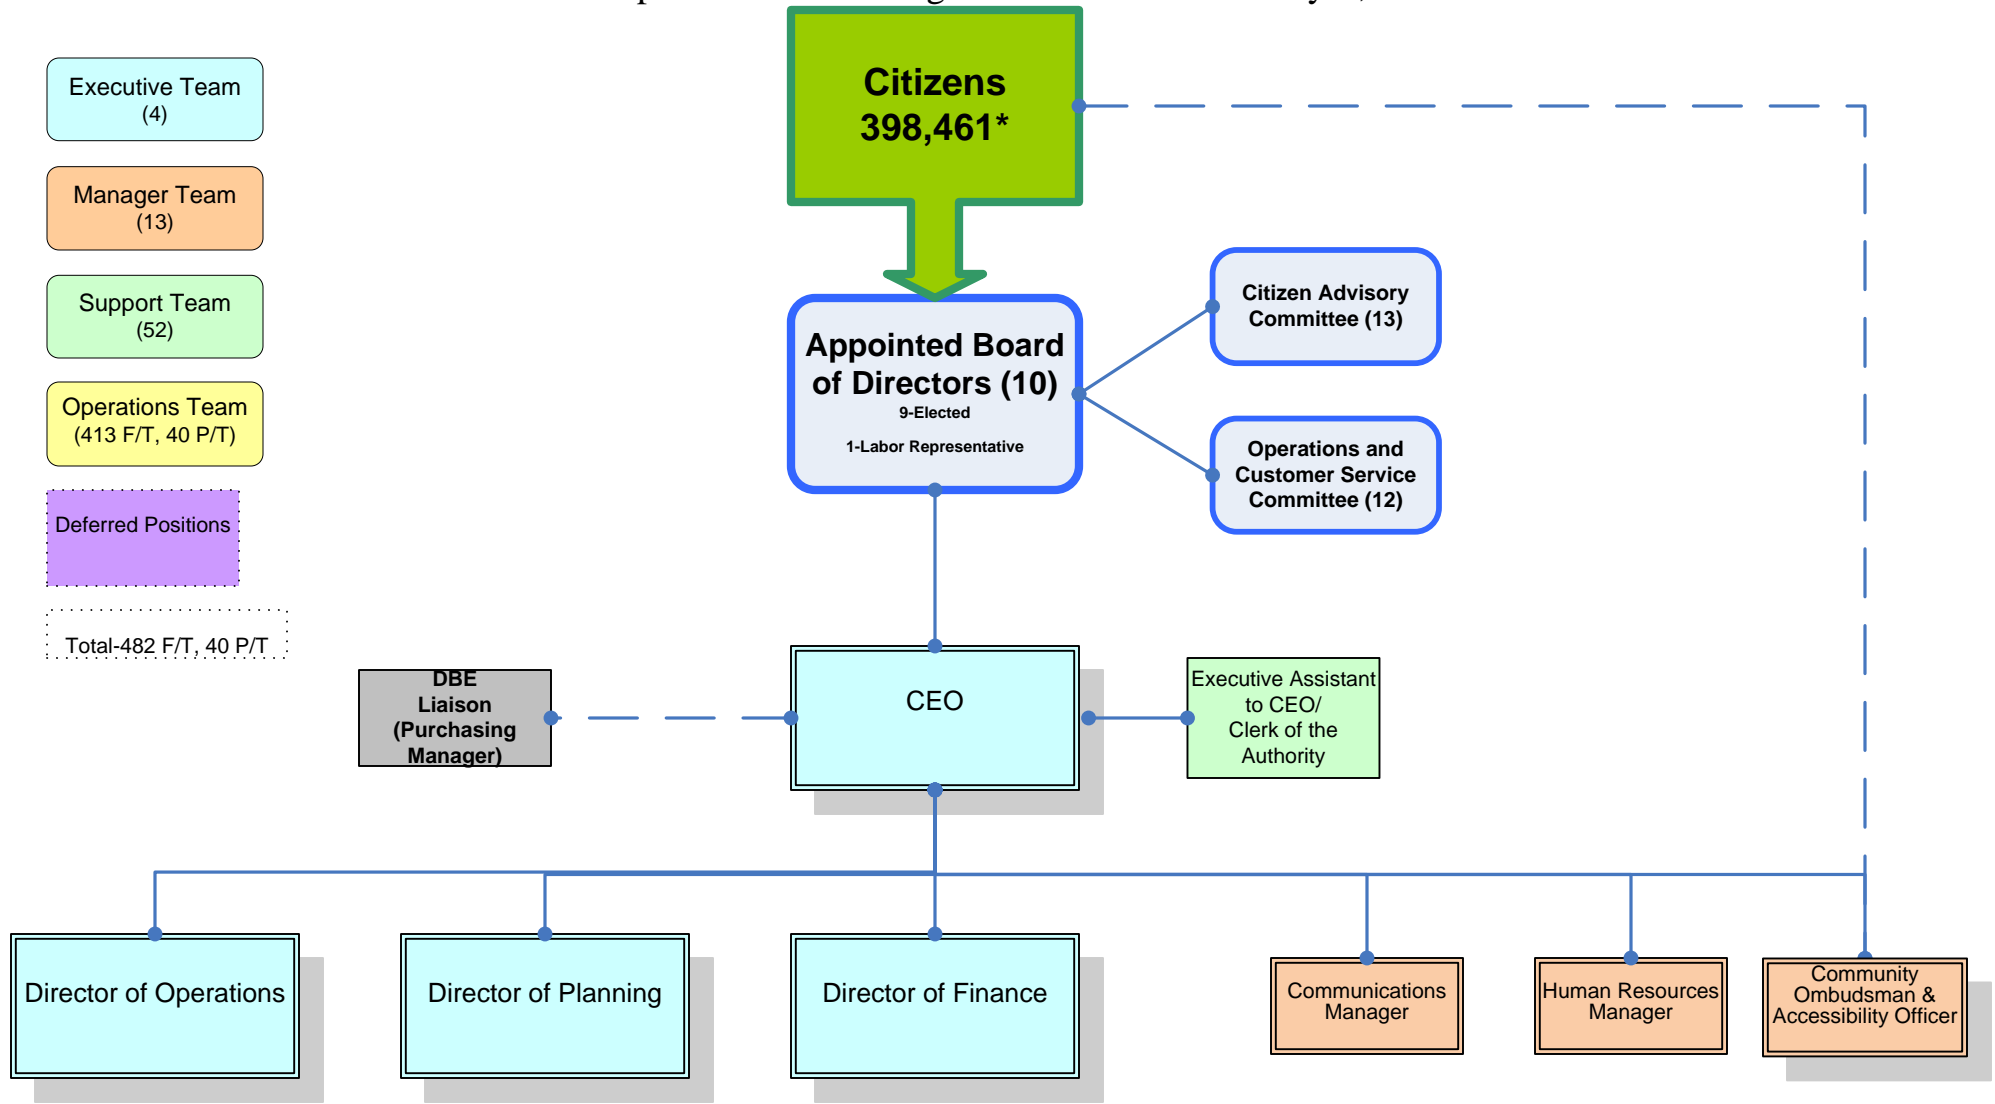 Citizens
398,461*
Executive Team
(4)
Manager Team
(13)
Support Team
(52)
Operations Team
(413 F/T, 40 P/T)
Deferred Positions
Total-482 F/T, 40 P/T
Appointed Board
of Directors (10)
9-Elected
1-Labor Representative
Citizen Advisory
Committee (13)
Operations and
Customer Service
Committee (12)
DBE
Liaison
(Purchasing
Manager)
CEO
Executive Assistant
to CEO/
Clerk of the
Authority
Director of Operations
Director of Planning
Director of Finance
Communications
Manager
Human Resources
Manager
Community
Ombudsman &
Accessibility Officer